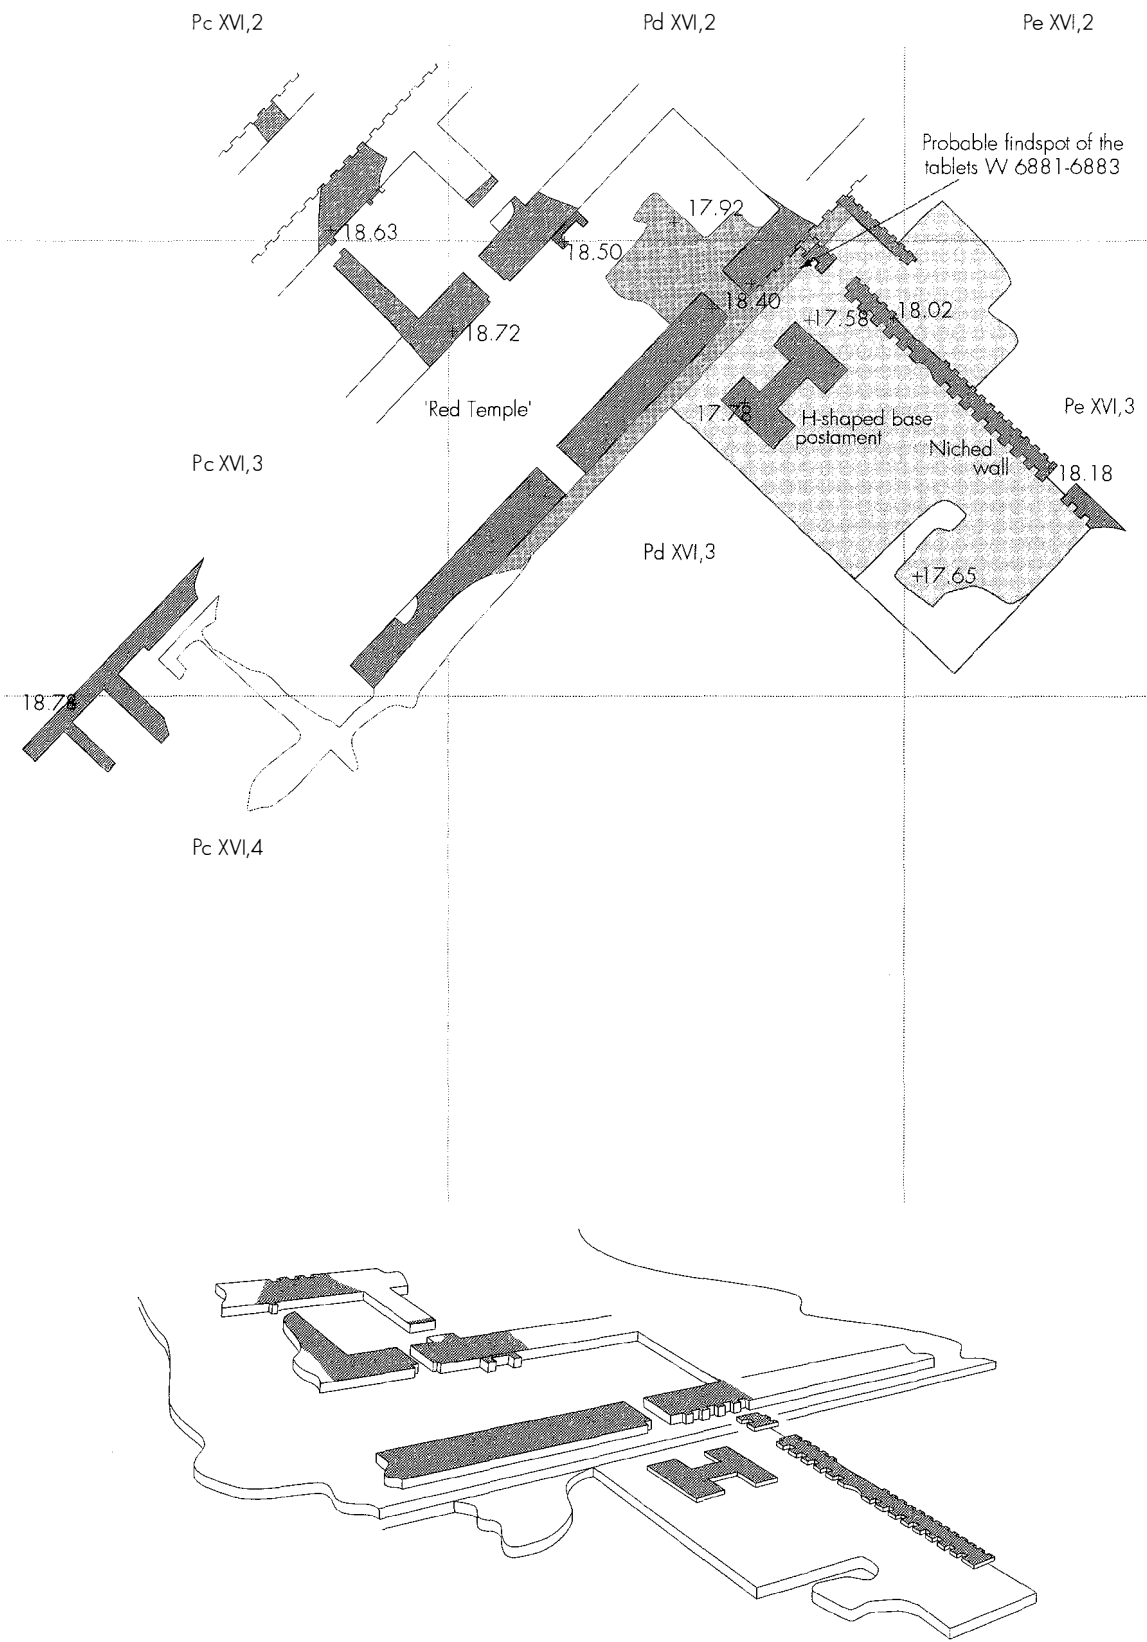 Pc XVI,2
Pd XVI,2
Pe XVI,2
Probable findspot of the
tablets W 6881-6883
17.92
18.63
18.50
18.40
17.58
18.02
18.72
'Red Temple'
17.78
H-shaped base
postament
Pe XVI,3
Niched
wall
Pc XVI,3
18.18
Pd XVI,3
17.65
18.78
Pc XVI,4